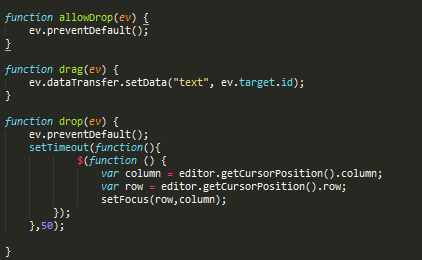 function allowDrop(ev) {
    ev.preventDefault();
}

function drag(ev) {
    ev.dataTransfer.setData("text", ev.target.id);
}

function drop(ev) {
    ev.preventDefault();
    setTimeout(function(){
            $(function () {
                var column = editor.getCursorPosition().column;
                var row = editor.getCursorPosition().row;
                setFocus(row,column);
        });
    },50);

}